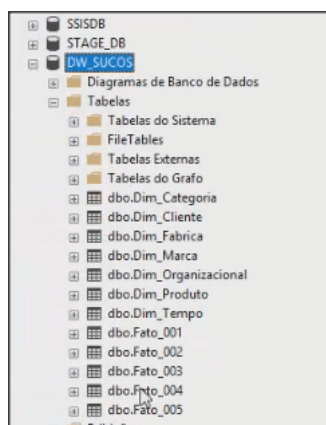 SSISDB
STAGE_DB
DW_SUCOS
Diagramas de Banco de Dados
Tabelas
Tabelas do Sistema
FileTables
Tabelas Externas
Tabelas do Grafo
dbo.Dim_Categoria
dbo.Dim_Cliente
dbo.Dim_Fabrica
dbo.Dim_Marca
dbo.Dim_Organizacional
dbo.Dim_Produto
dbo.Dim_Tempo
dbo.Fato_001
dbo.Fato_002
dbo.Fato_003
dbo.Fato_004
dbo.Fato_005